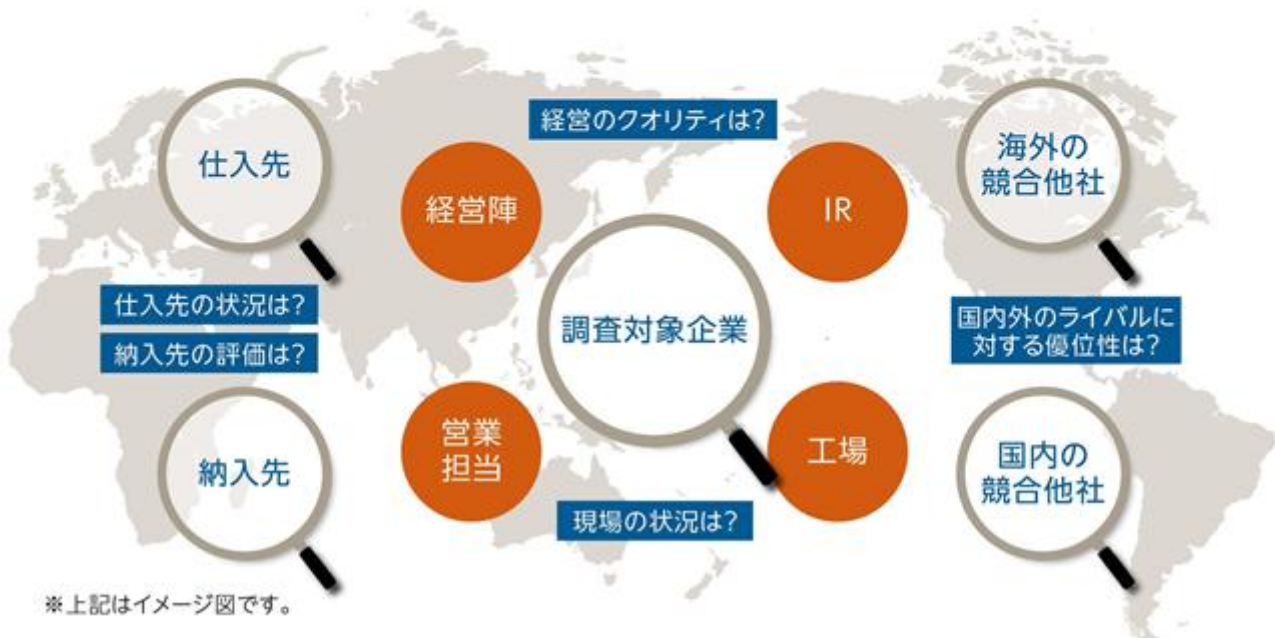 仕入先
仕入先の状況は?
納入先の評価は?
納入先
経営のクオリティは?
経営陣
IR
調査対象企業
営業
担当
工場
現場の状況は?
海外の
競合他社
国内外のライバルに
対する優位性は?
国内の
競合他社
※上記はイメージ図です。